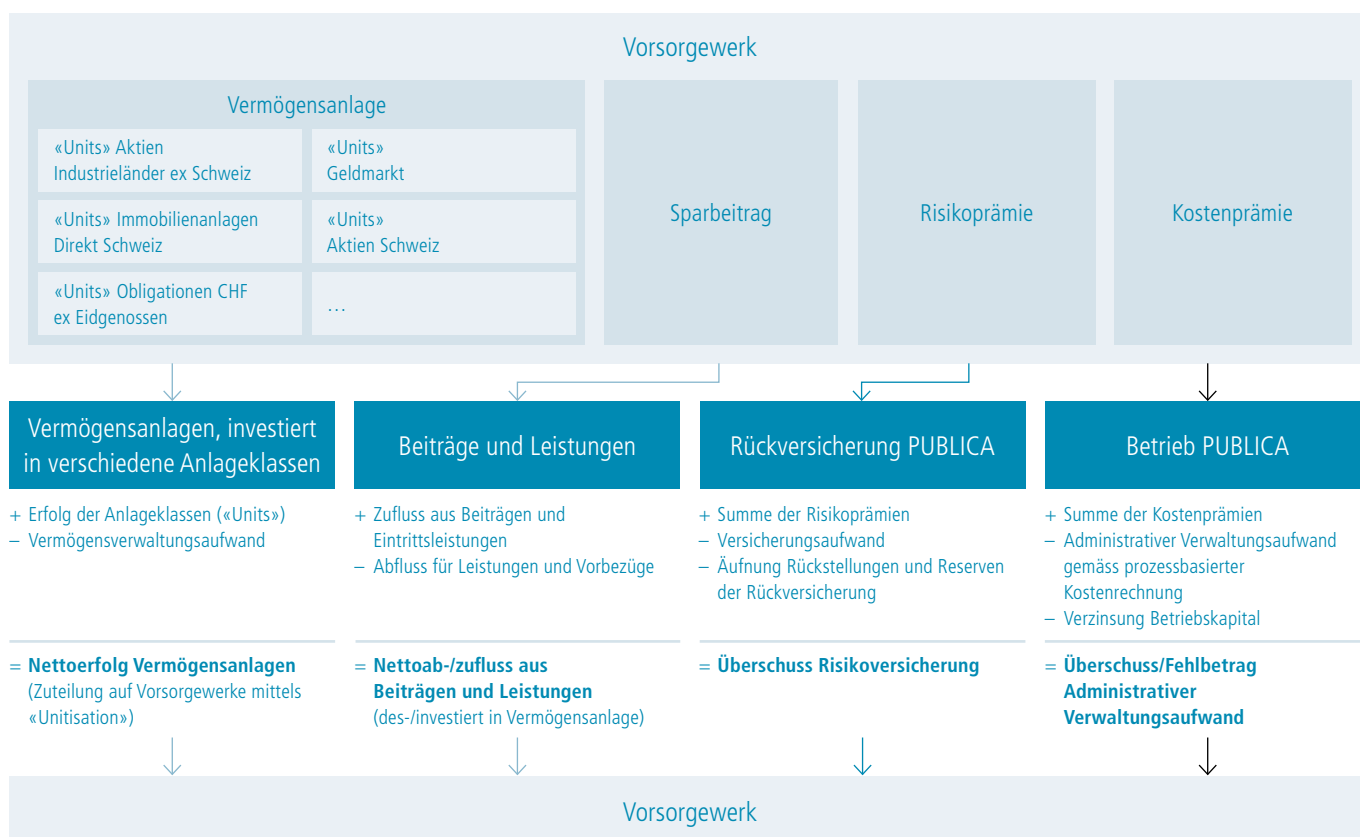 Vorsorgewerk
Vermögensanlage
«Units» Aktien
Industrieländer ex Schweiz
«Units»
Geldmarkt
«Units» Immobilienanlagen
Direkt Schweiz
«Units»
Aktien Schweiz
«Units» Obligationen CHF
ex Eidgenossen
…
Sparbeitrag
Risikoprämie
Kostenprämie
Vermögensanlagen, investiert
in verschiedene Anlageklassen
+ Erfolg der Anlageklassen («Units»)
– Vermögensverwaltungsaufwand
= Nettoerfolg Vermögensanlagen
(Zuteilung auf Vorsorgewerke mittels
«Unitisation»)
Beiträge und Leistungen
+ Zufluss aus Beiträgen und
Eintrittsleistungen
– Abfluss für Leistungen und Vorbezüge
= Nettoab-/zufluss aus
Beiträgen und Leistungen
(des-/investiert in Vermögensanlage)
Rückversicherung PUBLICA
+ Summe der Risikoprämien
– Versicherungsaufwand
– Äufnung Rückstellungen und Reserven
der Rückversicherung
= Überschuss Risikoversicherung
Betrieb PUBLICA
+ Summe der Kostenprämien
– Administrativer Verwaltungsaufwand
gemäss prozessbasierter
Kostenrechnung
– Verzinsung Betriebskapital
= Überschuss/Fehlbetrag
Administrativer
Verwaltungsaufwand
Vorsorgewerk